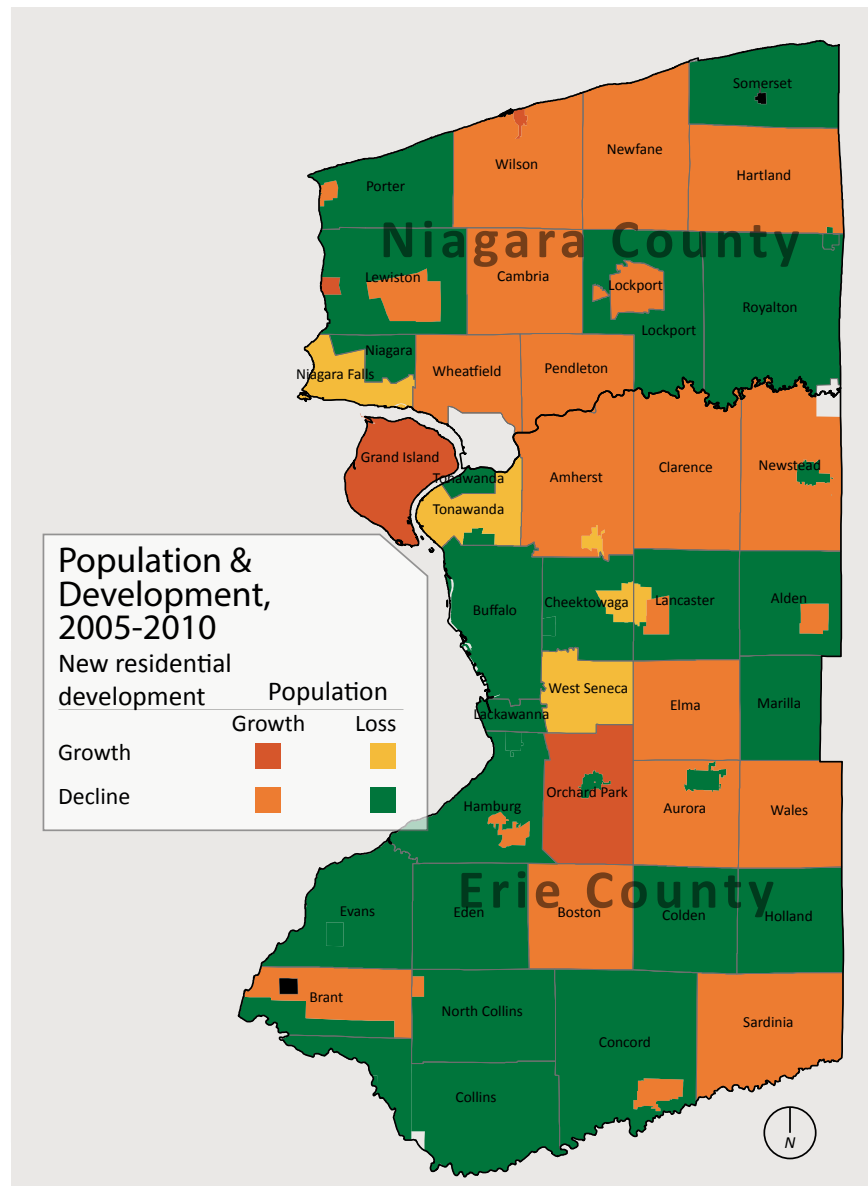 Somerset
Newfane
Wilson
Hartland
Porter
Niagara County
Lewiston
Cambria
Lockport
Royalton
Lockport
Niagara
Niagara Falls
Wheatfield
Pendleton
Grand Island
Clarence
Newstead
Amherst
Tonawanda
Tonawanda
Population &
Development,
2005-2010
New residential
development
Population
Growth
Loss
Growth
Decline
Buffalo
Cheektowaga
Lancaster
Alden
West Seneca
Elma
Marilla
Lackawanna
Orchard Park
Hamburg
Aurora
Wales
Erie County
Evans
Eden
Boston
Colden
Holland
Brant
North Collins
Sardinia
Concord
Collins
N